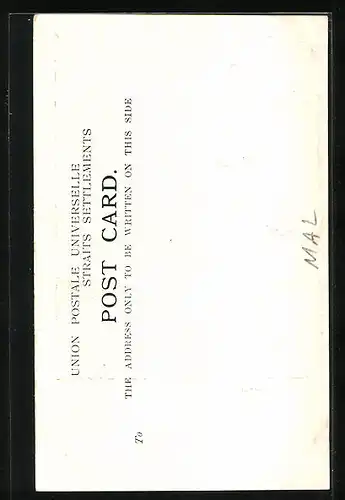 UNION POSTALE UNIVERSELLE
STRAITS SETTLEMENTS
POST CARD.
THE ADDRESS ONLY TO BE WRITTEN ON THIS SIDE
To
MAL